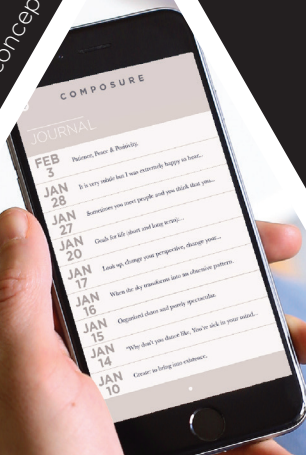 concep
COMPOSURE
JOURNAL
FEB
3
Patience, Peace & Positivity.
JAN
28
It is very subtle but I was extremely happy to hear...
JAN
27
Sometimes you meet people and you think that you...
JAN
20
Goals for life (short and long term)...
JAN
17
Look up, change your perspective, change your...
JAN
16
When the sky transforms into an obsessive pattern.
JAN
15
Organized chaos and purely spectacular.
JAN
14
"Why don't you dance like, You're sick in your mind...
JAN
10
Create: to bring into existence.